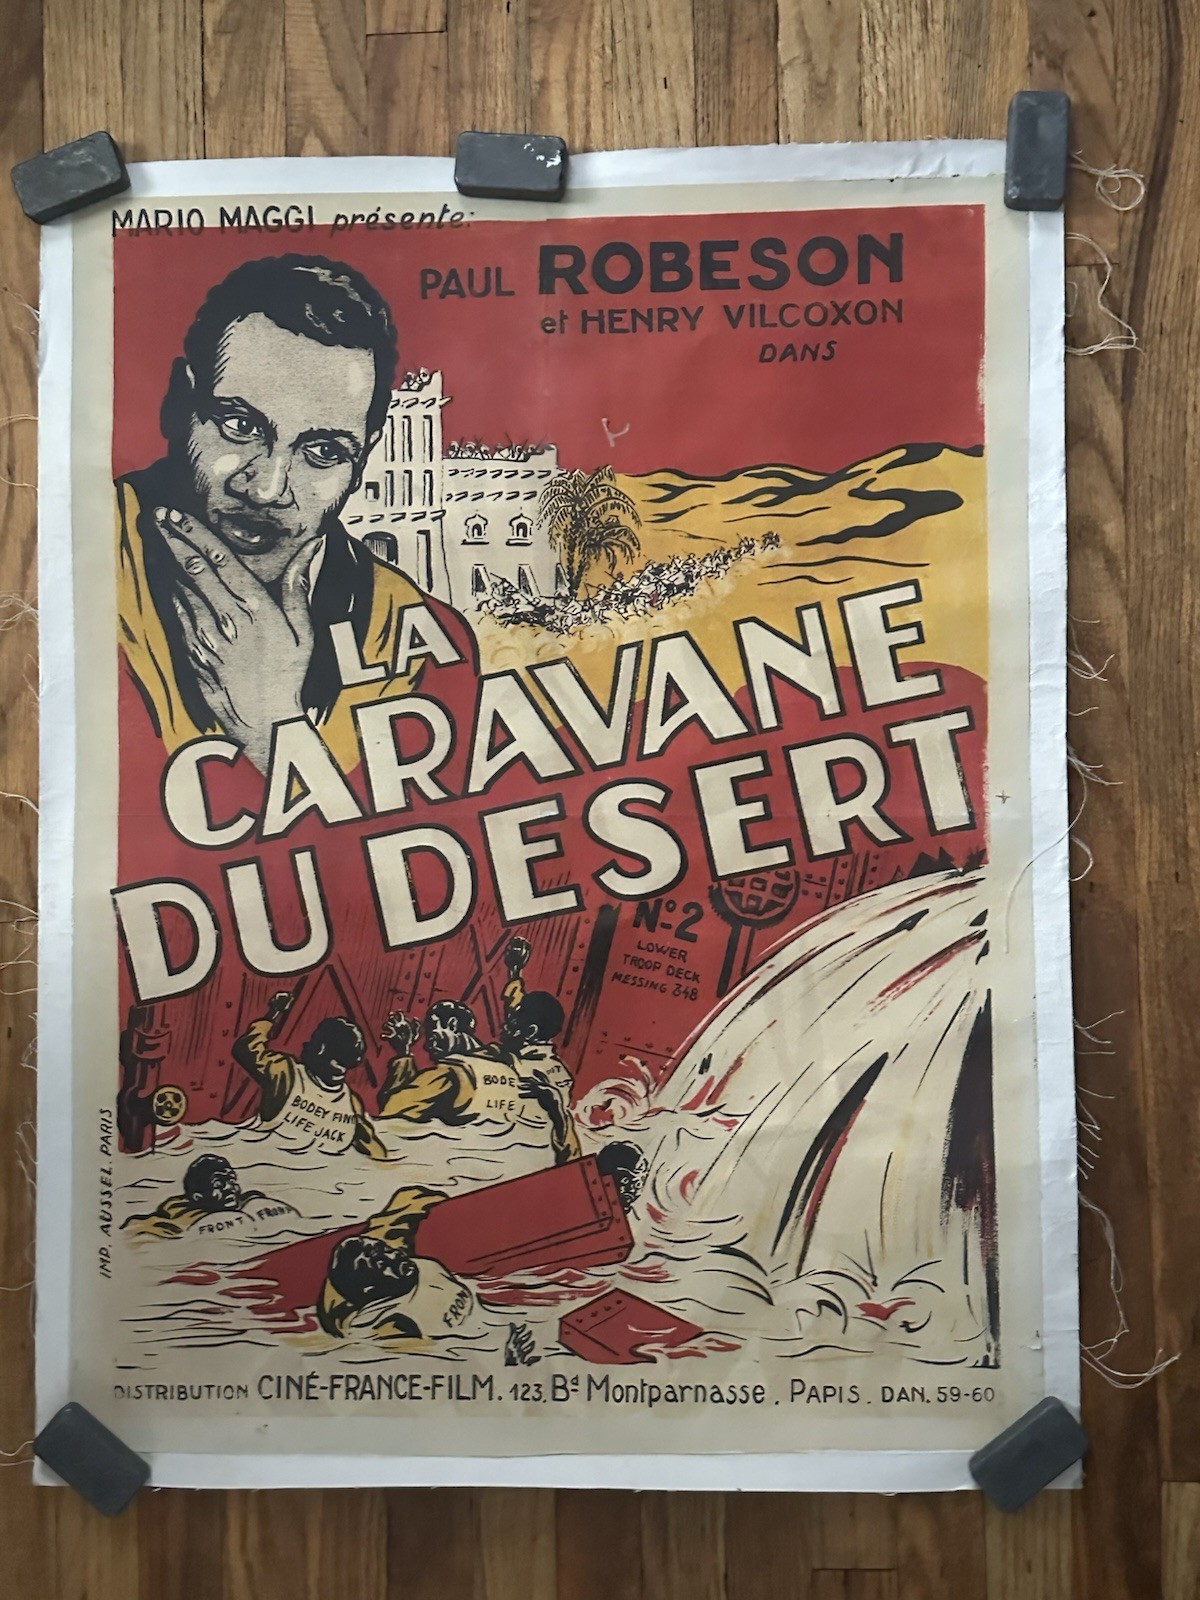 MARIO MAGGI présente:
PAUL ROBESON
et HENRY VILCOXON
DANS
LA
CARAVANE
DU DESERT
Nº2
LOWER
TROOP DECK
MESSING 348
BODEY FINN
LIFE JACK
BODE
LIFE
FRONT FRONT
FRON
IMP. AUSSEL. PARIS
DISTRIBUTION CINÉ-FRANCE-FILM. 123, Bd Montparnasse. PAPIS. DAN. 59-60